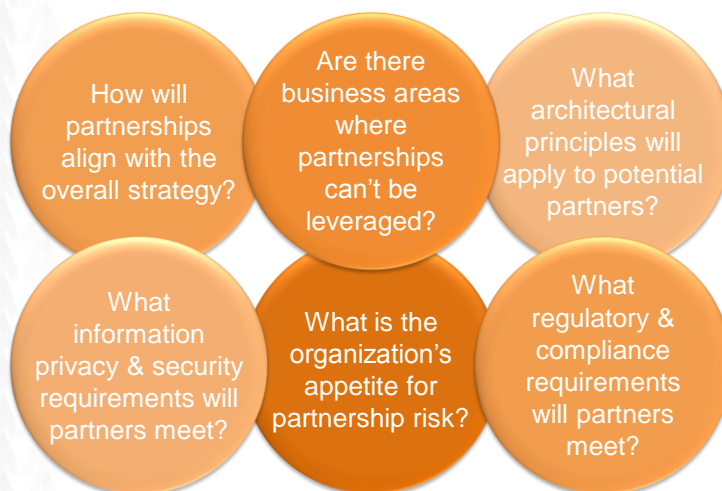 How will
partnerships
align with the
overall strategy?
Are there
business areas
where
partnerships
can't be
leveraged?
What
architectural
principles will
apply to potential
partners?
What
information
privacy & security
requirements will
partners meet?
What is the
organization's
appetite for
partnership risk?
What
regulatory &
compliance
requirements
will partners
meet?